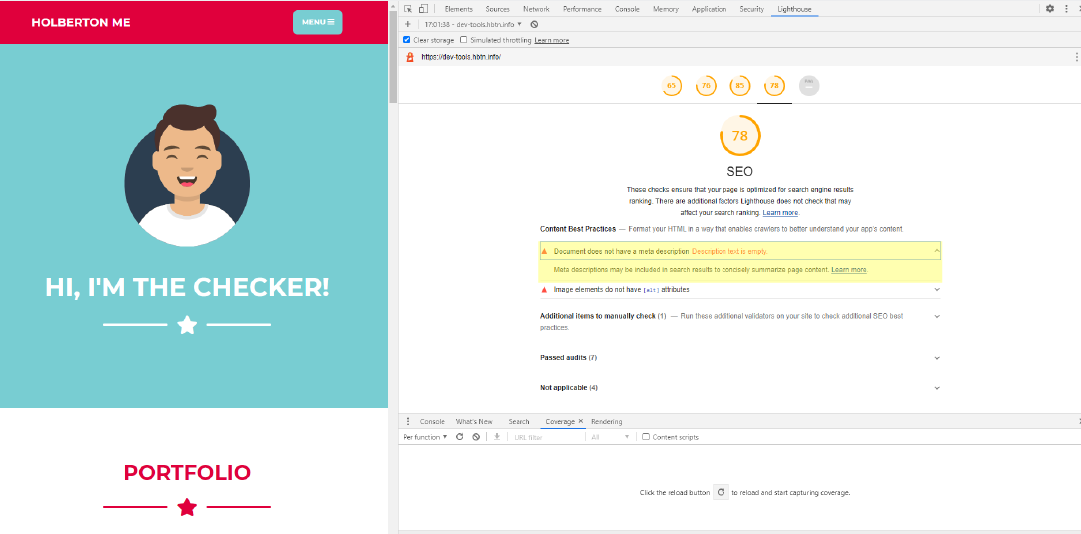 HOLBERTON ME
MENU
HI, I'M THE CHECKER!
PORTFOLIO
Elements Sources Network Performance Console Memory Application Security Lighthouse
17:01:38 - dev-tools.hbtn.info
Clear storage Simulated throttling Learn more
https://dev-tools.hbtn.info/
65 76 85 78
78
SEO
These checks ensure that your page is optimized for search engine results
ranking. There are additional factors Lighthouse does not check that may
affect your search ranking. Learn more.
Content Best Practices — Format your HTML in a way that enables crawlers to better understand your app's content.
Document does not have a meta description Description text is empty.
Meta descriptions may be included in search results to concisely summarize page content. Learn more.
Image elements do not have [alt] attributes
Additional items to manually check (1) — Run these additional validators on your site to check additional SEO best
practices.
Passed audits (7)
Not applicable (4)
Console What's New Search Coverage Rendering
Per function URL filter All Content scripts
Click the reload button to reload and start capturing coverage.